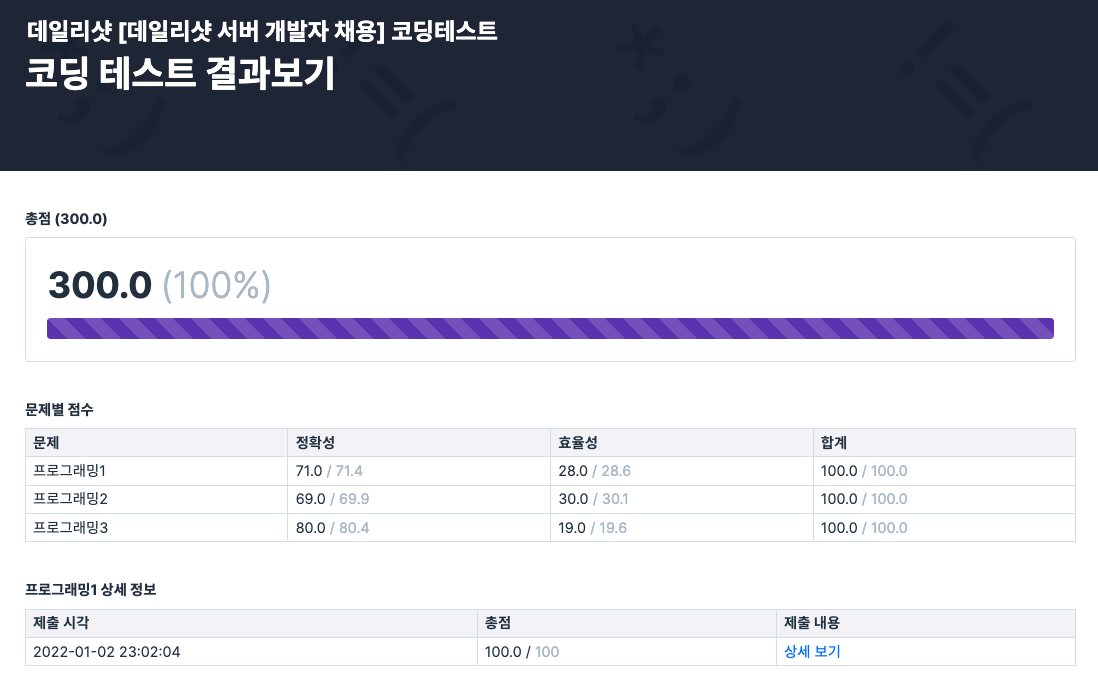 데일리샷 [데일리샷 서버 개발자 채용] 코딩테스트
코딩 테스트 결과보기
총점 (300.0)
300.0 (100%)
문제별 점수
문제 정확성 효율성 합계
프로그래밍1 71.0 / 71.4 28.0 / 28.6 100.0 / 100.0
프로그래밍2 69.0 / 69.9 30.0 / 30.1 100.0 / 100.0
프로그래밍3 80.0 / 80.4 19.0 / 19.6 100.0 / 100.0
프로그래밍1 상세 정보
제출 시각 총점 제출 내용
2022-01-02 23:02:04 100.0 / 100 상세 보기